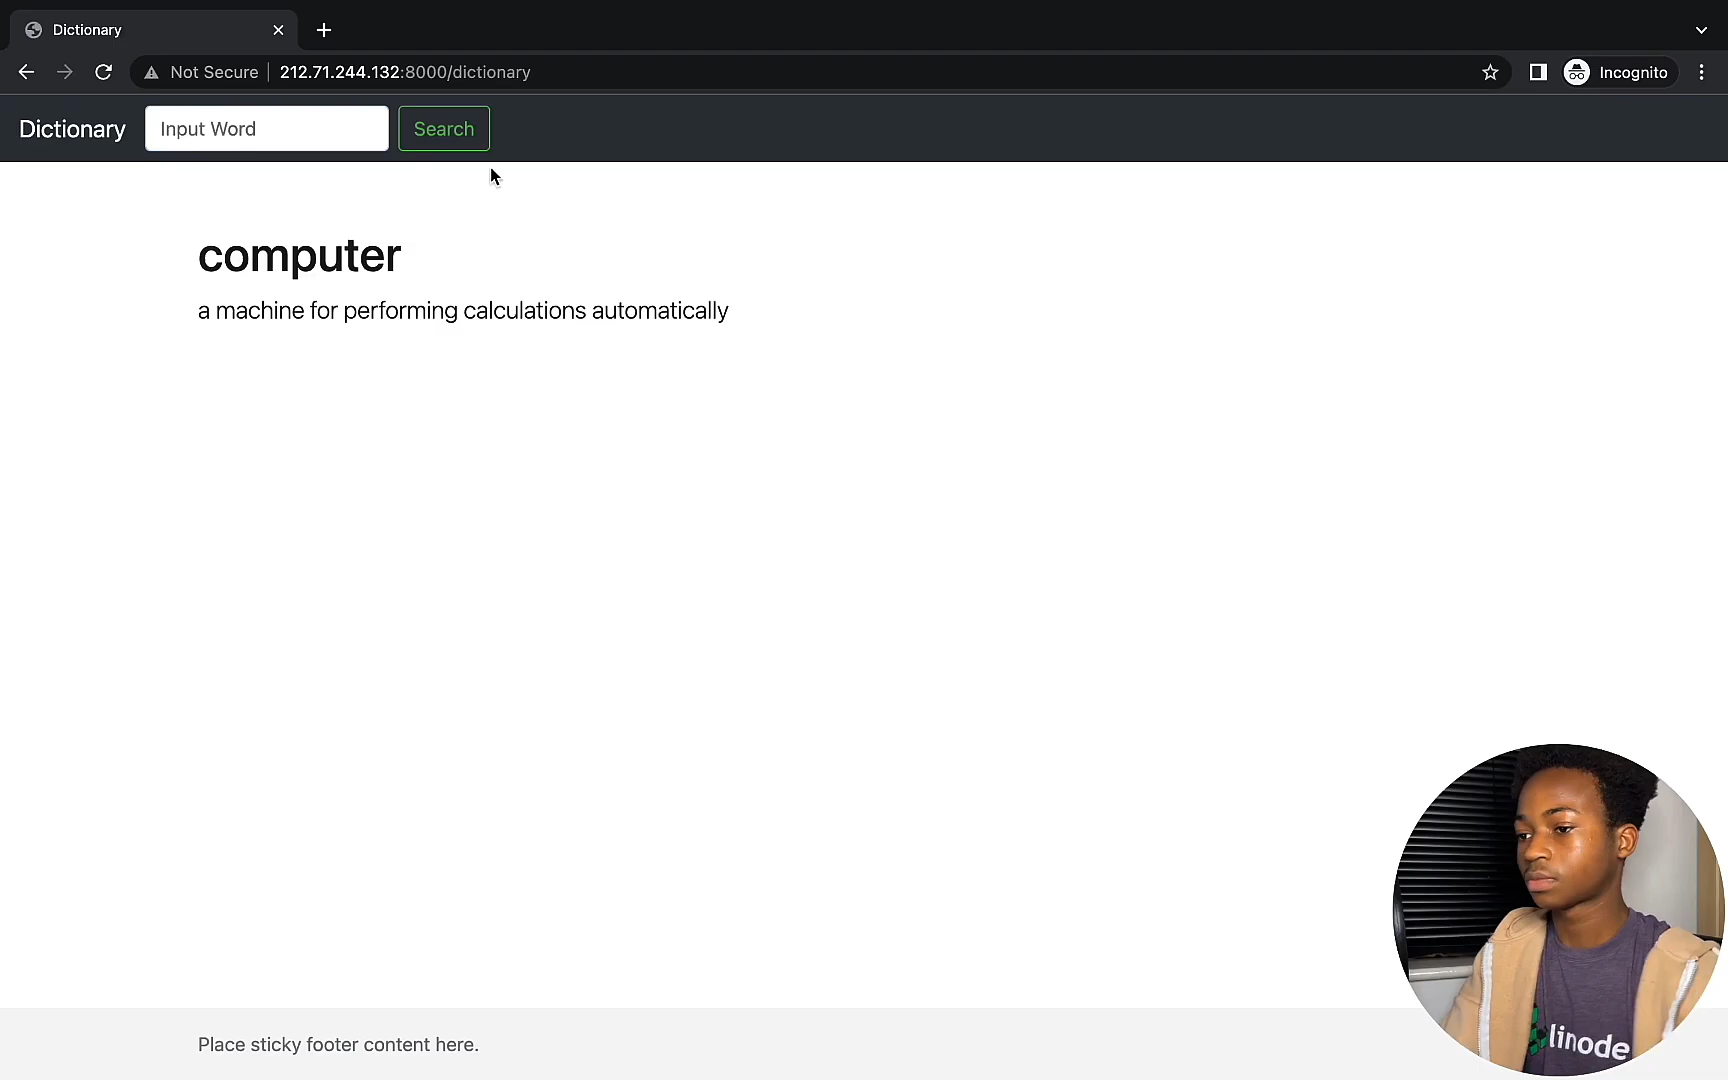 Dictionary
Not Secure
212.71.244.132:8000/dictionary
Incognito
Dictionary
Input Word
Search
computer
a machine for performing calculations automatically
linode
Place sticky footer content here.